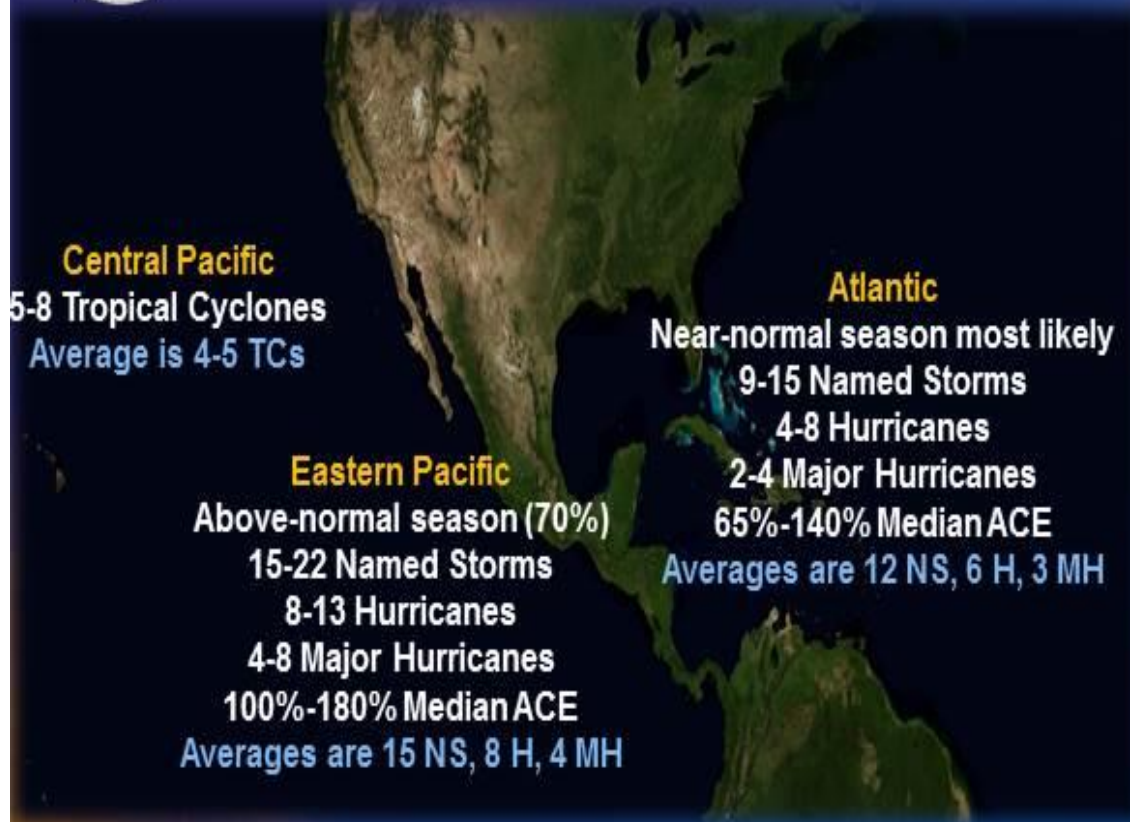 Central Pacific
5-8 Tropical Cyclones
Average is 4-5 TCs
Atlantic
Near-normal season most likely
9-15 Named Storms
4-8 Hurricanes
2-4 Major Hurricanes
65%-140% Median ACE
Averages are 12 NS, 6 H, 3 MH
Eastern Pacific
Above-normal season (70%)
15-22 Named Storms
8-13 Hurricanes
4-8 Major Hurricanes
100%-180% Median ACE
Averages are 15 NS, 8 H, 4 MH